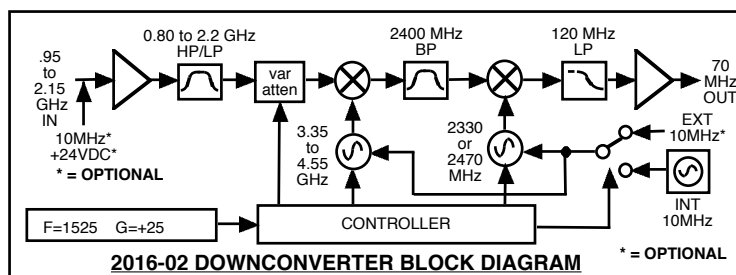 .95
to
2.15
GHz
IN
0.80 to 2.2 GHz
HP/LP
var
atten
2400 MHz
BP
120 MHz
LP
70
MHz
OUT
10MHz*
+24VDC*
* = OPTIONAL
3.35
to
4.55
GHz
2330
or
2470
MHz
EXT
10MHz*
INT
10MHz
F=1525 G=+25
CONTROLLER
* = OPTIONAL
2016-02 DOWNCONVERTER BLOCK DIAGRAM